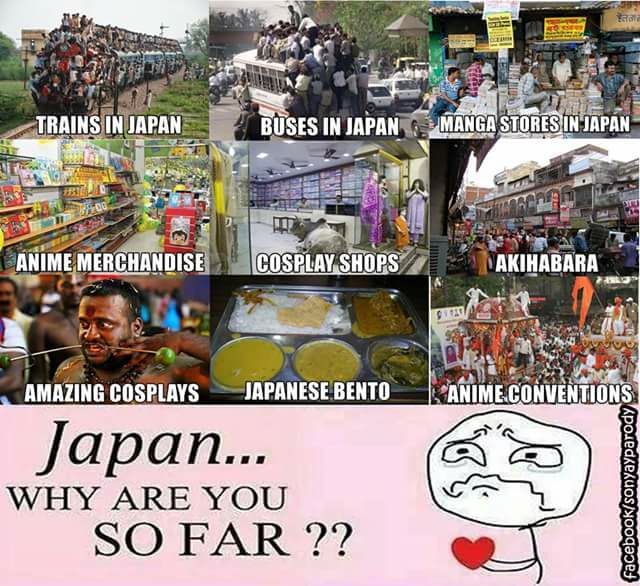 TRAINS IN JAPAN
BUSES IN JAPAN
MANGA STORES IN JAPAN
ANIME MERCHANDISE
COSPLAY SHOPS
AKIHABARA
AMAZING COSPLAYS
JAPANESE BENTO
ANIME CONVENTIONS
Japan...
WHY ARE YOU
SO FAR ??
facebook/sonyayparody